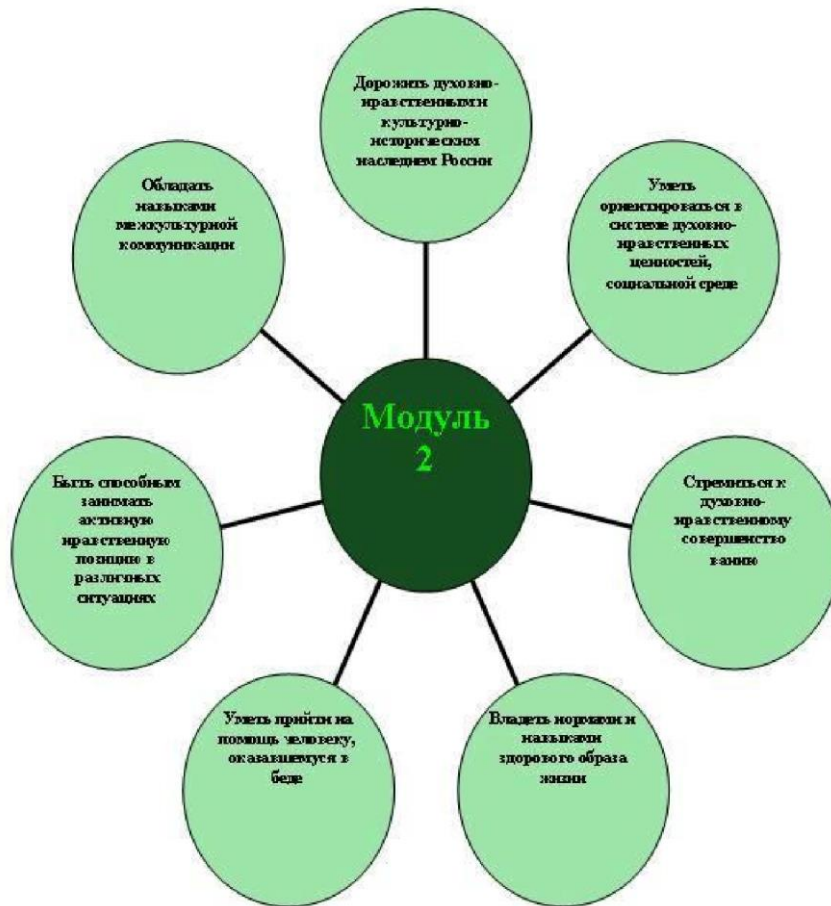 Дорожить духовно-
нравственным и
культурно-
историческим
наследием России
Обладать
навыками
межкультурной
коммуникации
Уметь
ориентироваться в
системе духовно-
нравственных
ценностей,
социальной среде
Модуль
2
Быть способным
занимать
активную
нравственную
позицию в
различных
ситуациях
Стремиться к
духовно-
нравственному
совершенство
ванию
Уметь прийти на
помощь человеку,
оказавшемуся в
беде
Владеть нормами и
навыками
здорового образа
жизни